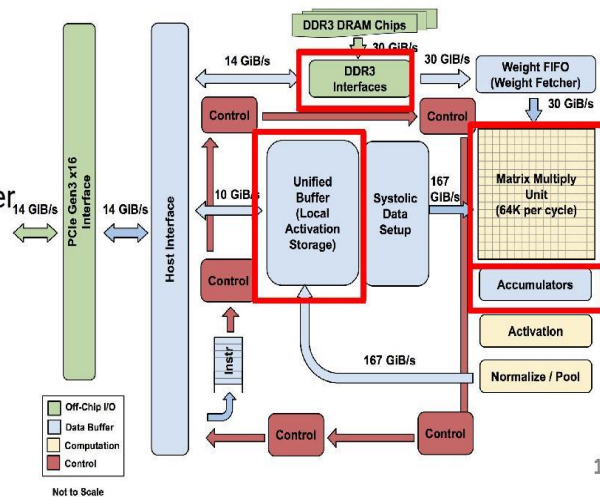 DDR3 DRAM Chips
30 GiB/s
14 GiB/s
DDR3
Interfaces
30 GiB/s
Weight FIFO
(Weight Fetcher)
30 GiB/s
Control
Control
PCIe Gen3 x16
Interface
14 GiB/s
14 GiB/s
Host Interface
10 GiB/s
Unified
Buffer
(Local
Activation
Storage)
Systolic
Data
Setup
167
GiB/s
Matrix Multiply
Unit
(64K per cycle)
Control
Accumulators
Activation
Instr
167 GiB/s
Normalize / Pool
Off-Chip I/O
Data Buffer
Computation
Control
Control
Control
Not to Scale